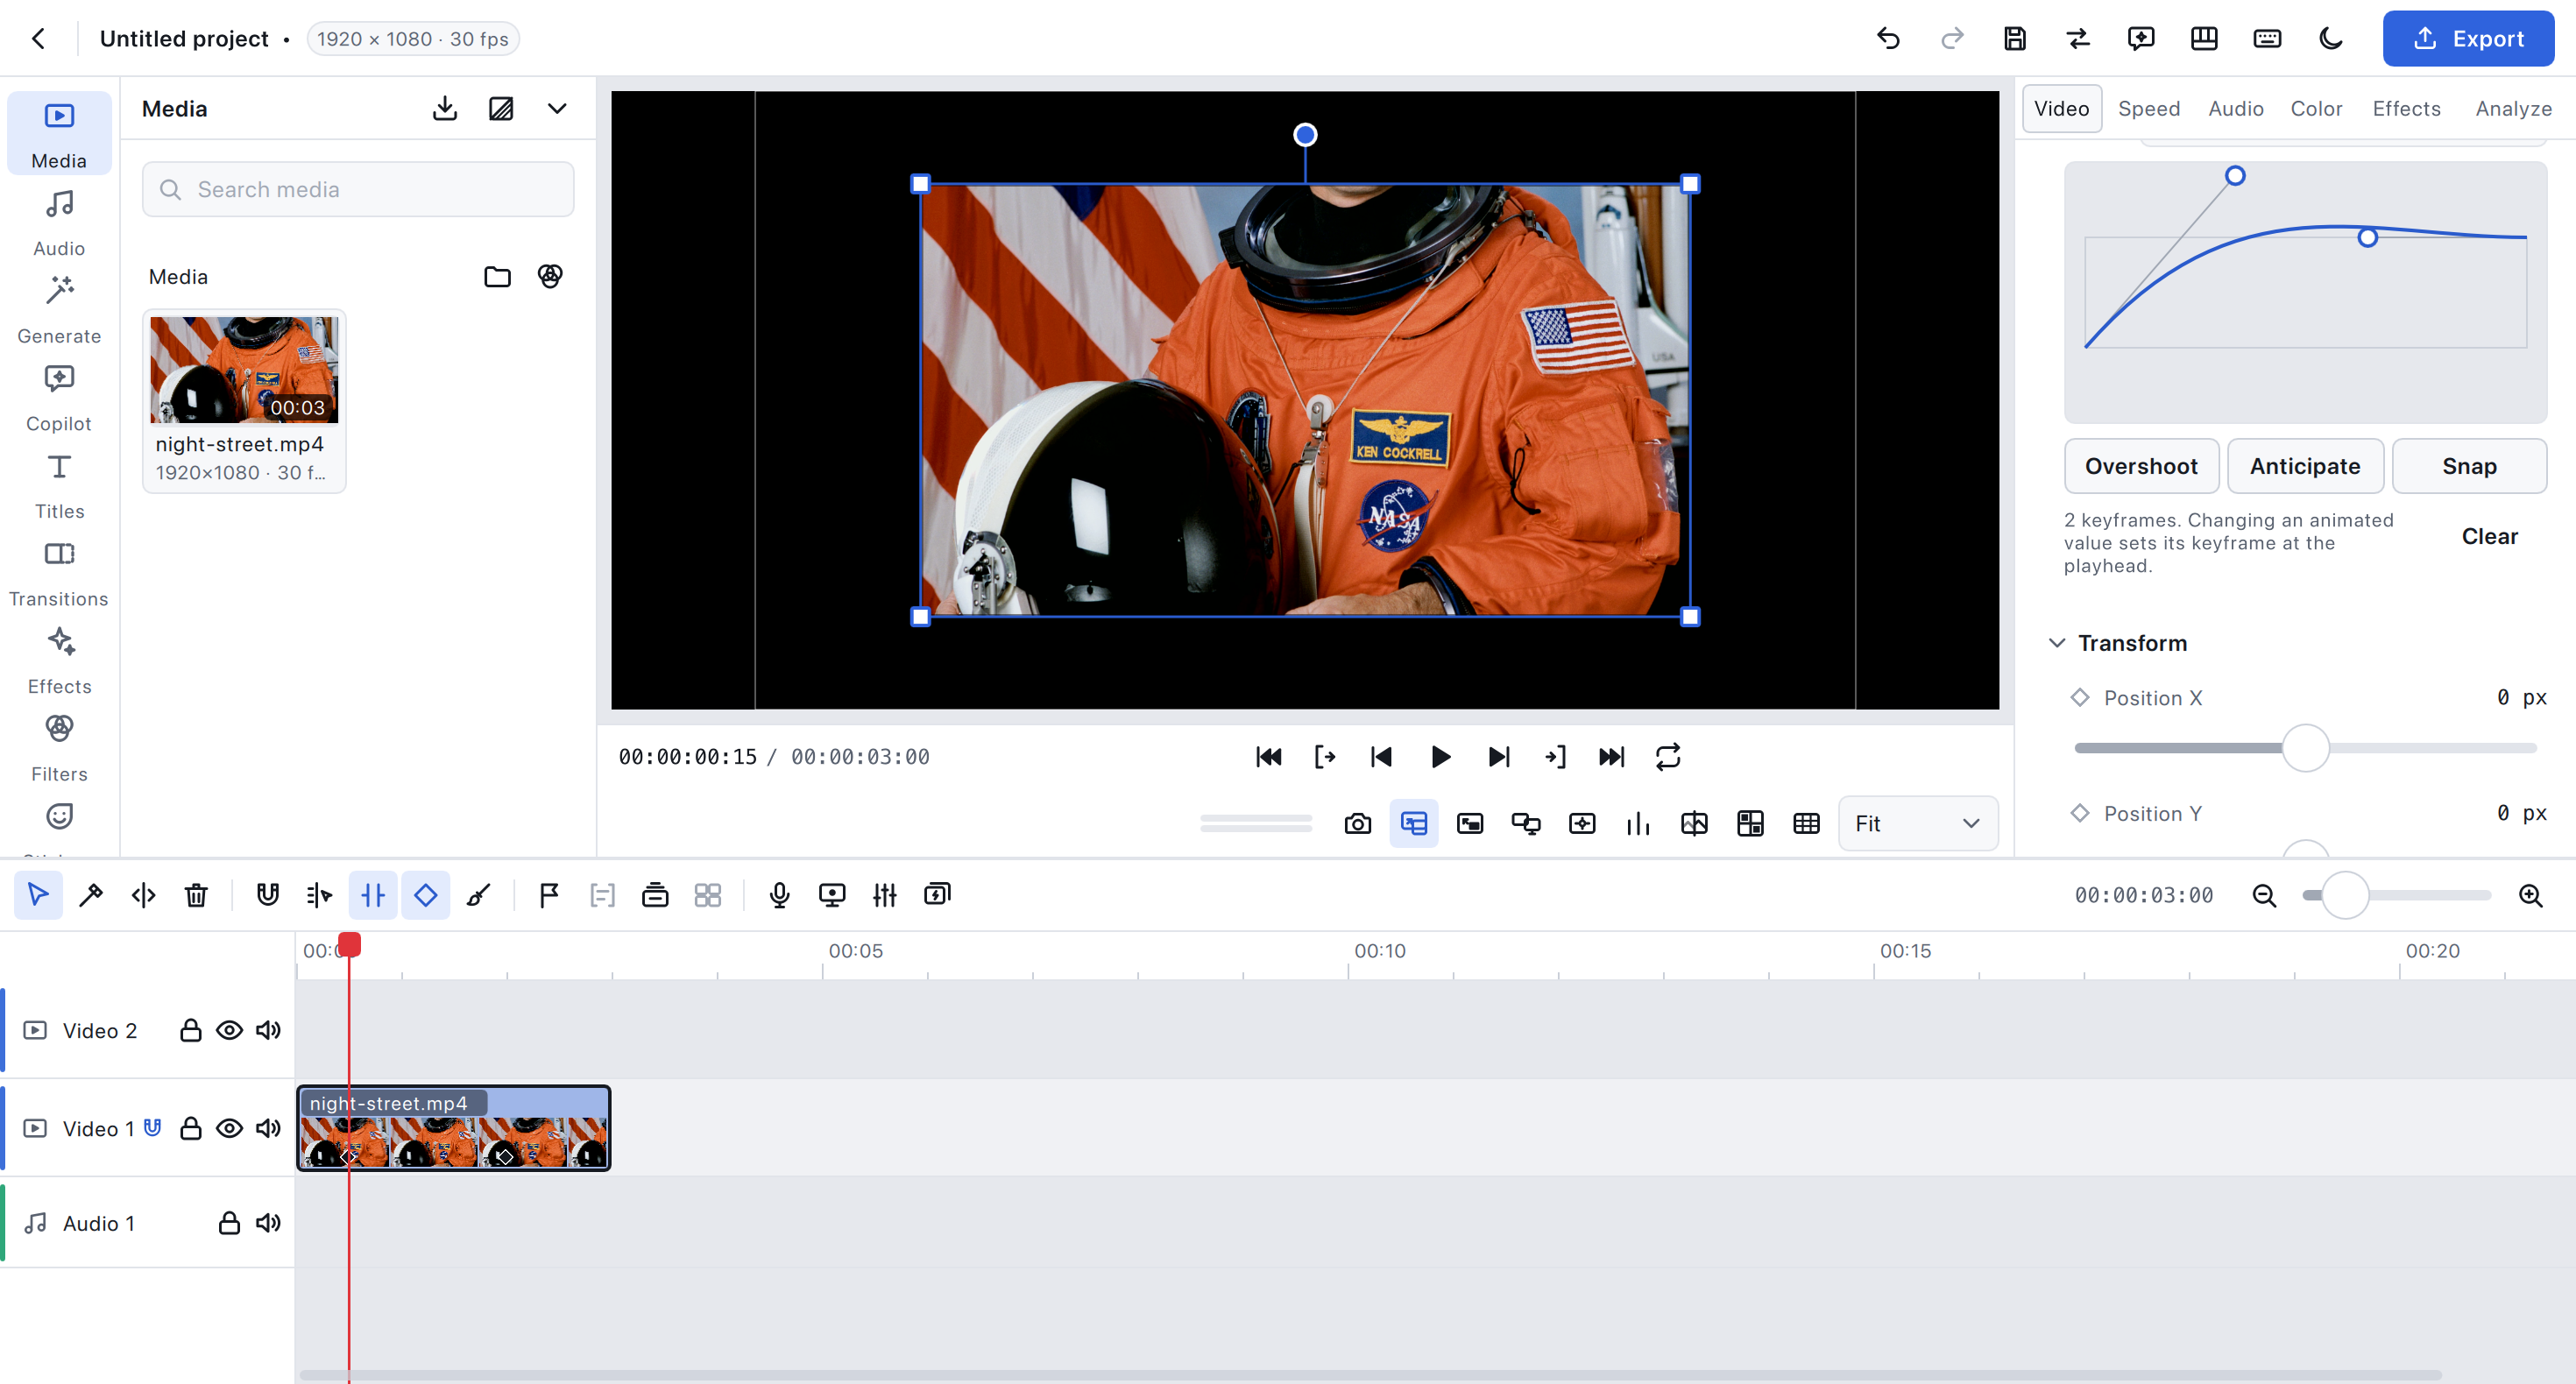 Untitled project • 1920 × 1080 · 30 fps
Export
Media
Audio
Generate
Copilot
Titles
Transitions
Effects
Filters
Media
Search media
Media
00:03
night-street.mp4
1920×1080 · 30 f…
USA
KEN COCKRELL
NASA
00:00:00:15 / 00:00:03:00
Fit
Video Speed Audio Color Effects Analyze
Overshoot Anticipate Snap
2 keyframes. Changing an animated
value sets its keyframe at the
playhead.
Clear
Transform
Position X 0 px
Position Y 0 px
00:00:03:00
00:05 00:10 00:15 00:20
Video 2
Video 1
night-street.mp4
Audio 1